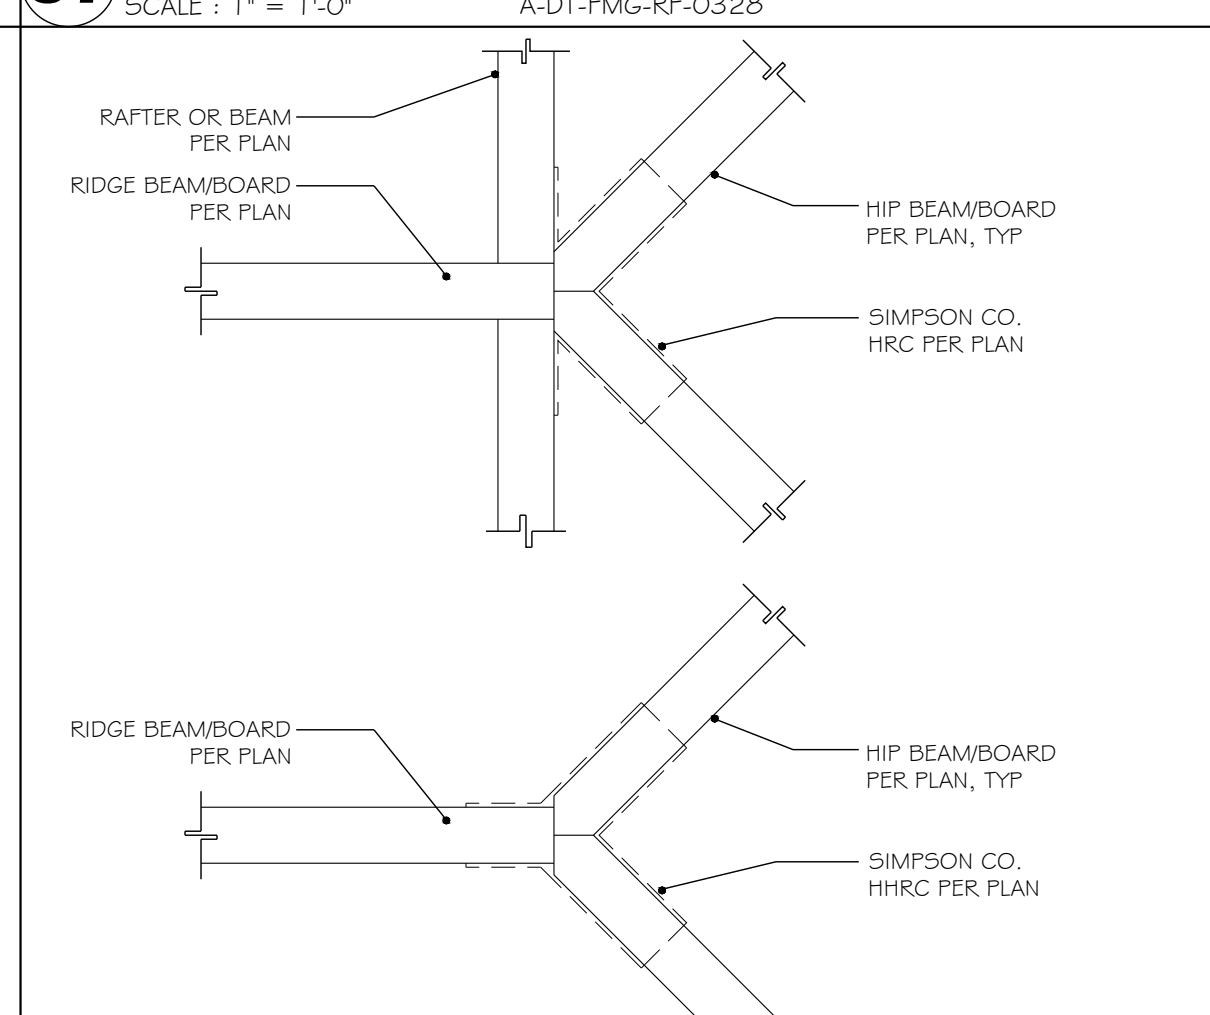 SCALE : 1" = 1'-0"
A-DT-FMG-RF-0328
RAFTER OR BEAM
PER PLAN
RIDGE BEAM/BOARD
PER PLAN
HIP BEAM/BOARD
PER PLAN, TYP
SIMPSON CO.
HRC PER PLAN
RIDGE BEAM/BOARD
PER PLAN
HIP BEAM/BOARD
PER PLAN, TYP
SIMPSON CO.
HHRC PER PLAN